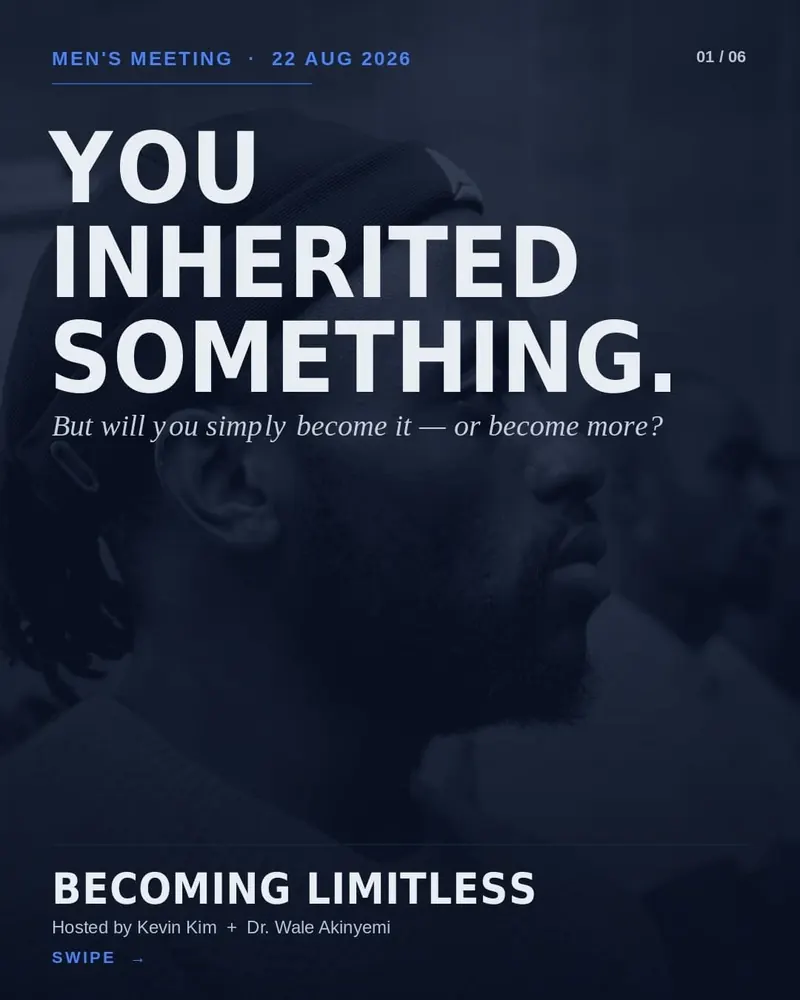 MEN'S MEETING · 22 AUG 2026
01 / 06
YOU
INHERITED
SOMETHING.
But will you simply become it — or become more?
BECOMING LIMITLESS
Hosted by Kevin Kim + Dr. Wale Akinyemi
SWIPE →